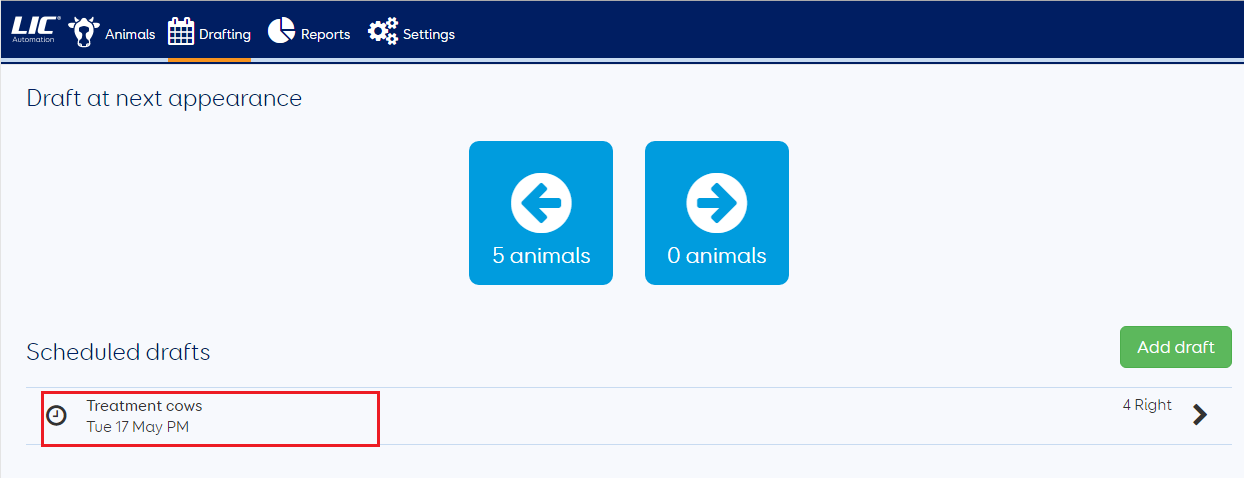 LIC®
Automation
Animals
Drafting
Reports
Settings
Draft at next appearance
5 animals
0 animals
Scheduled drafts
Add draft
Treatment cows
4 Right
Tue 17 May PM